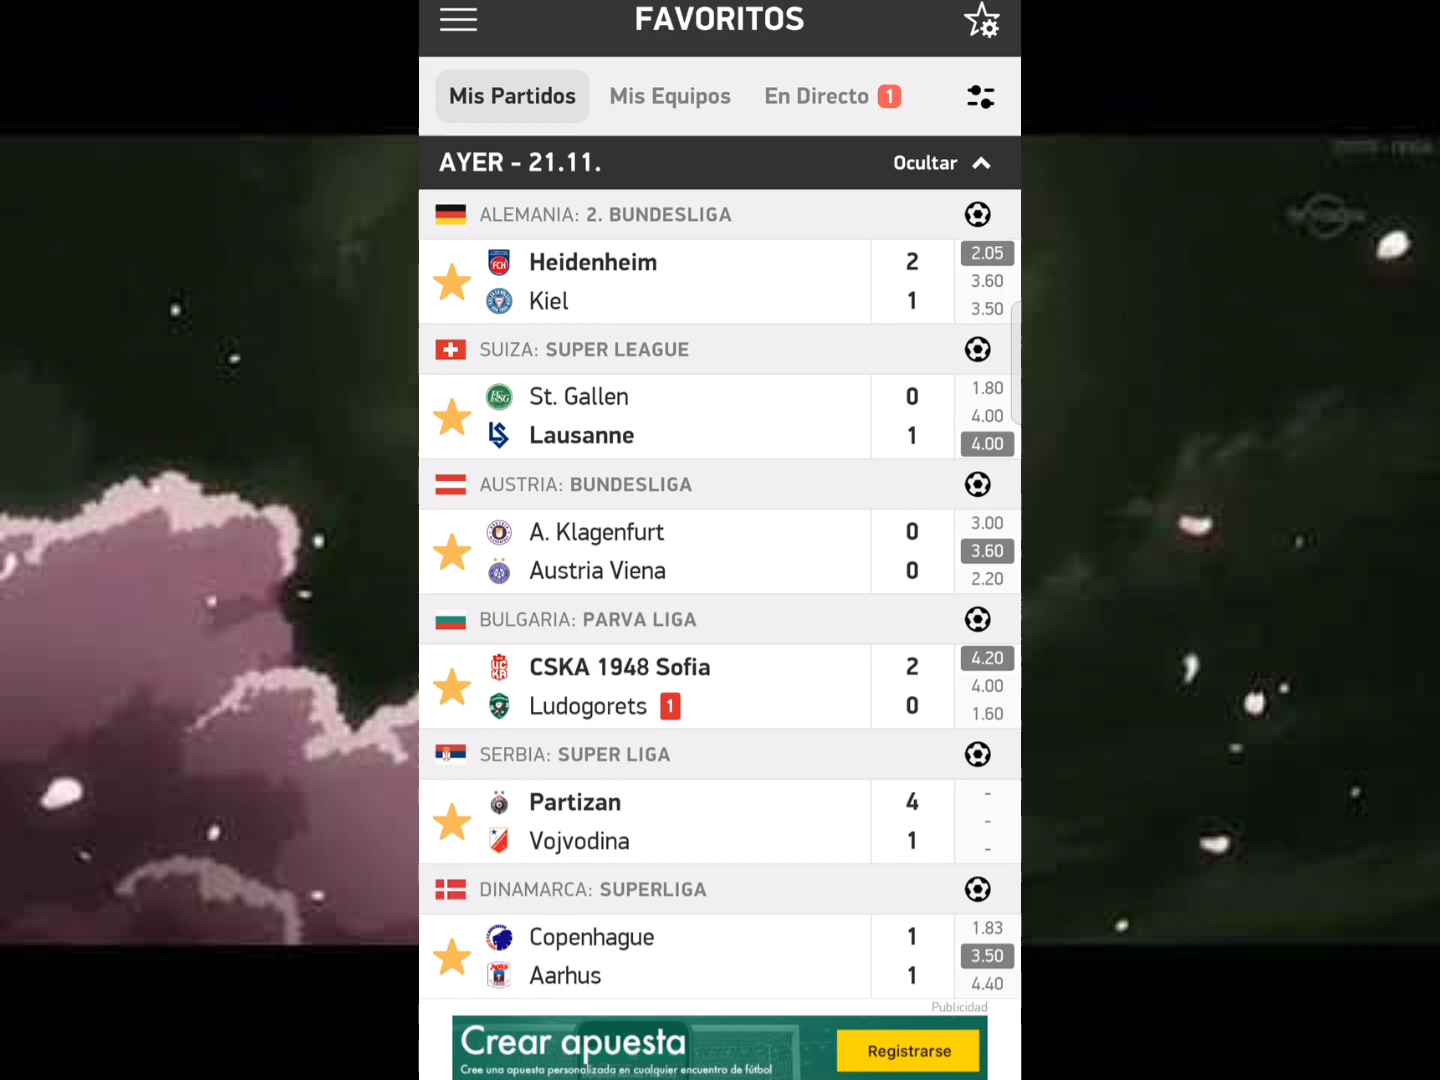 FAVORITOS
Mis Partidos Mis Equipos En Directo 1
AYER - 21.11. Ocultar
ALEMANIA: 2. BUNDESLIGA
Heidenheim 2 2.05
3.60
Kiel 1 3.50
SUIZA: SUPER LEAGUE
St. Gallen 0 1.80
4.00
Lausanne 1 4.00
AUSTRIA: BUNDESLIGA
A. Klagenfurt 0 3.00
3.60
Austria Viena 0 2.20
BULGARIA: PARVA LIGA
CSKA 1948 Sofia 2 4.20
4.00
Ludogorets 1 0 1.60
SERBIA: SUPER LIGA
Partizan 4 -
-
Vojvodina 1 -
DINAMARCA: SUPERLIGA
Copenhague 1 1.83
3.50
Aarhus 1 4.40
Publicidad
Crear apuesta
Registrarse
Cree una apuesta personalizada en cualquier encuentro de fútbol